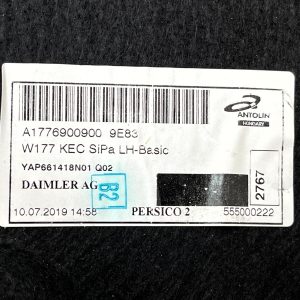 ANTOLIN
HUNGARY
A1776900900 9E83
W177 KEC SiPa LH-Basic
YAP661418N01 Q02
DAIMLER AG
B2
2767
10.07.2019 14:58 PERSICO 2 555000222